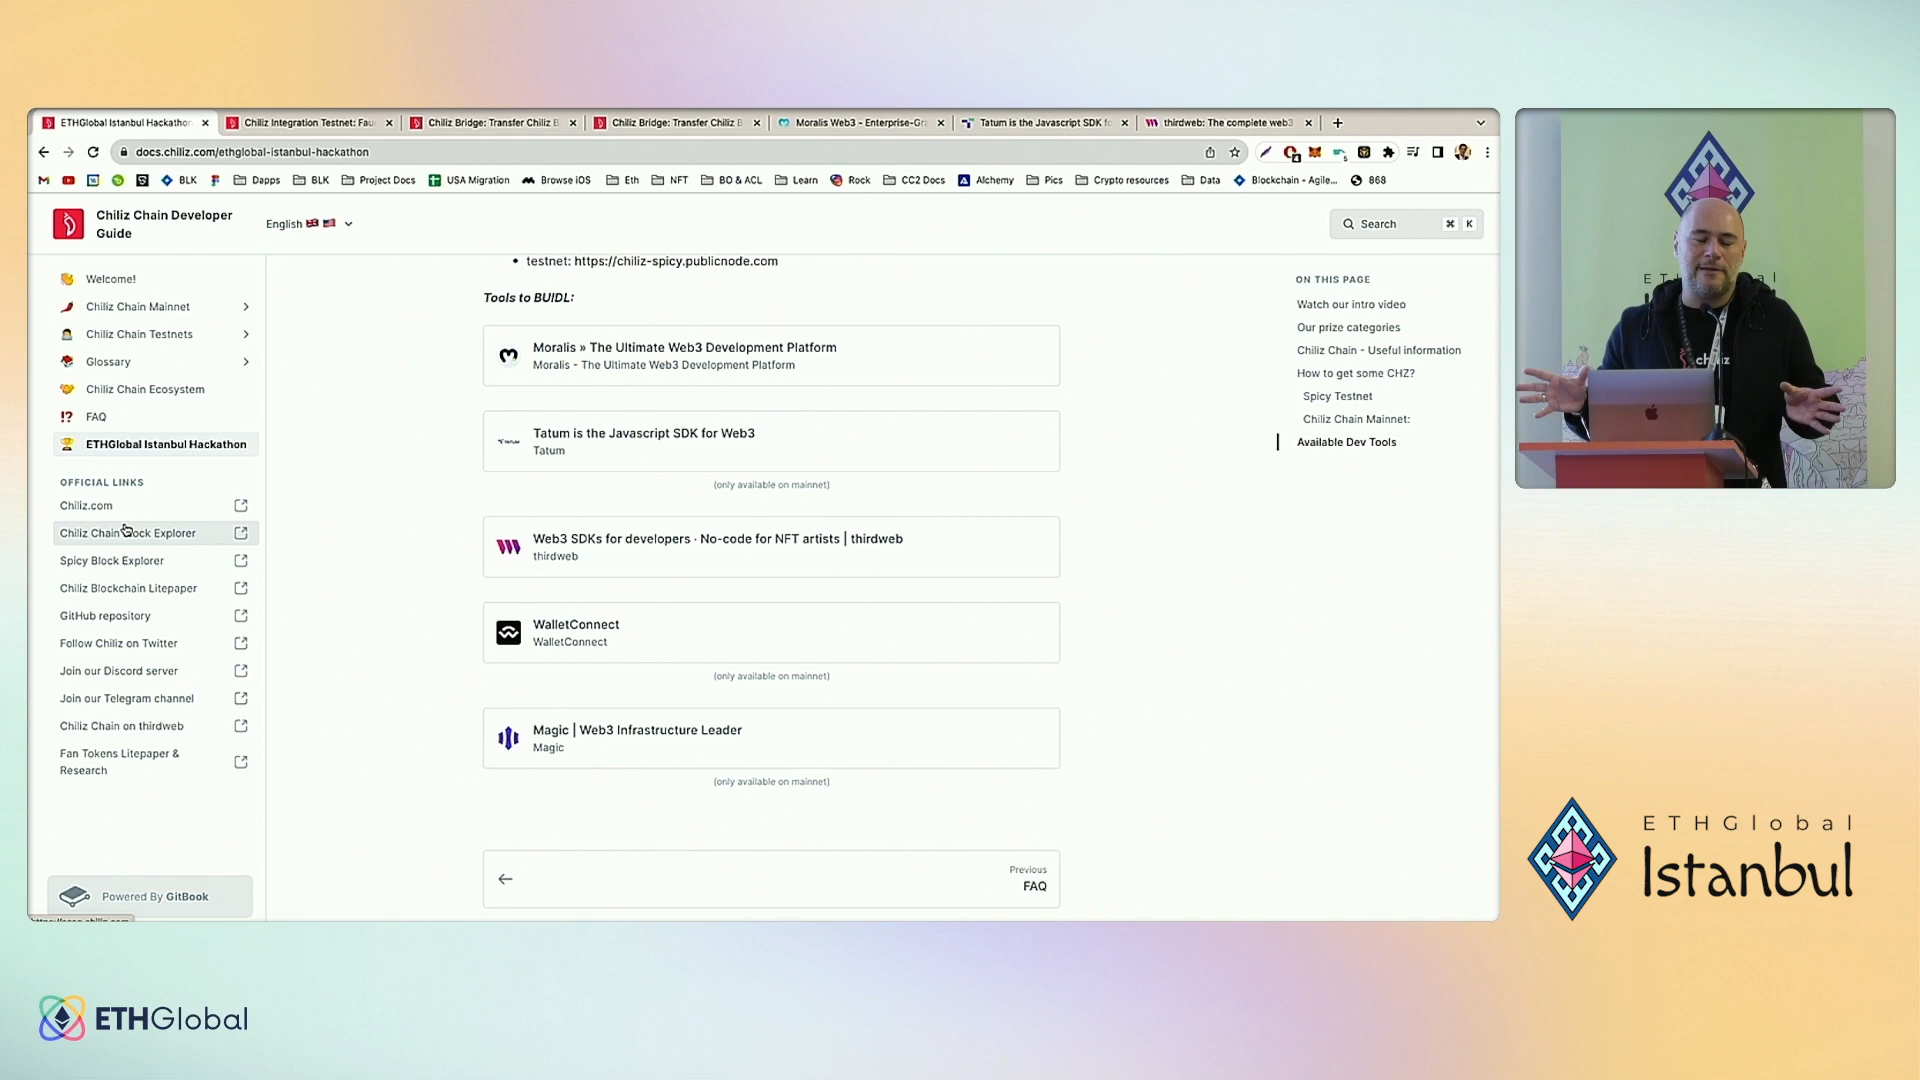 ETHGlobal Istanbul Hackathon
Chiliz Integration Testnet: Fau
Chiliz Bridge: Transfer Chiliz B
Chiliz Bridge: Transfer Chiliz B
Moralis Web3 - Enterprise-Gra
Tatum is the Javascript SDK fo
thirdweb: The complete web3
docs.chiliz.com/ethglobal-istanbul-hackathon
BLK
Dapps
BLK
Project Docs
USA Migration
Browse iOS
Eth
NFT
BO & ACL
Learn
Rock
CC2 Docs
Alchemy
Pics
Crypto resources
Data
Blockchain - Agile...
868
Chiliz Chain Developer
Guide
English
Search
⌘ K
Welcome!
Chiliz Chain Mainnet
Chiliz Chain Testnets
Glossary
Chiliz Chain Ecosystem
!? FAQ
ETHGlobal Istanbul Hackathon
OFFICIAL LINKS
Chiliz.com
Chiliz Chain Block Explorer
Spicy Block Explorer
Chiliz Blockchain Litepaper
GitHub repository
Follow Chiliz on Twitter
Join our Discord server
Join our Telegram channel
Chiliz Chain on thirdweb
Fan Tokens Litepaper &
Research
Powered By GitBook
• testnet: https://chiliz-spicy.publicnode.com
Tools to BUIDL:
Moralis » The Ultimate Web3 Development Platform
Moralis - The Ultimate Web3 Development Platform
Tatum is the Javascript SDK for Web3
Tatum
(only available on mainnet)
Web3 SDKs for developers · No-code for NFT artists | thirdweb
thirdweb
WalletConnect
WalletConnect
(only available on mainnet)
Magic | Web3 Infrastructure Leader
Magic
(only available on mainnet)
Previous
FAQ
ON THIS PAGE
Watch our intro video
Our prize categories
Chiliz Chain - Useful information
How to get some CHZ?
Spicy Testnet
Chiliz Chain Mainnet:
Available Dev Tools
ETHGlobal
Istanbul
ETHGlobal